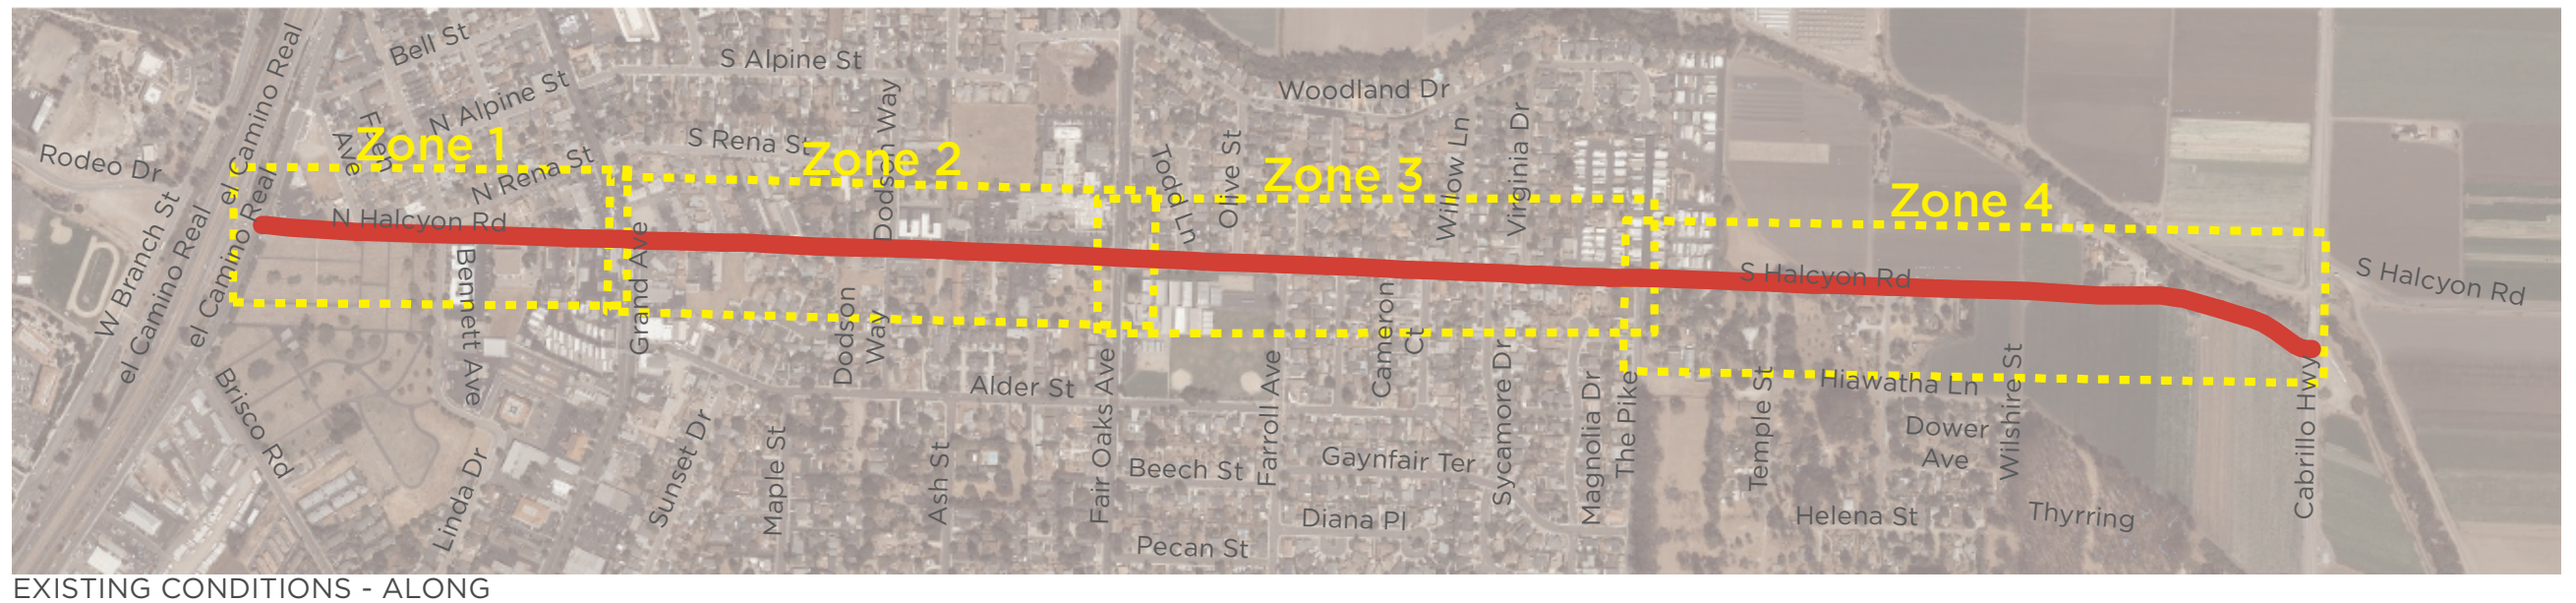 Bell St
S Alpine St
el Camino Real
N Alpine St
Woodland Dr
Fern
Ave
Zone 1
S Rena St
Dodson Way
Zone 2
Todd Ln
Olive St
Zone 3
Willow Ln
Virginia Dr
Zone 4
Rodeo Dr
N Rena St
W Branch St
el Camino Real
el Camino Real
N Halcyon Rd
Bennett Ave
Grand Ave
S Halcyon Rd
S Halcyon Rd
Dodson
Way
Cameron
Ct
Alder St
Hiawatha Ln
Brisco Rd
Linda Dr
Sunset Dr
Maple St
Ash St
Fair Oaks Ave
Beech St
Farroll Ave
Gaynfair Ter
Sycamore Dr
Magnolia Dr
The Pike
Temple St
Dower
Ave
Wilshire St
Cabrillo Hwy
Diana Pl
Pecan St
Helena St
Thyrring
EXISTING CONDITIONS - ALONG